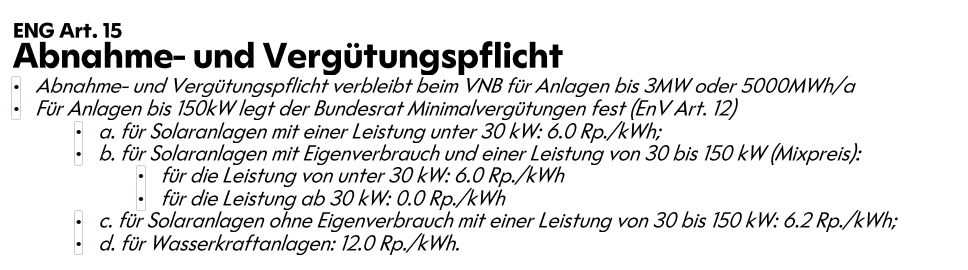 ENG Art. 15
Abnahme- und Vergütungspflicht
• Abnahme- und Vergütungspflicht verbleibt beim VNB für Anlagen bis 3MW oder 5000MWh/a
• Für Anlagen bis 150kW legt der Bundesrat Minimalvergütungen fest (EnV Art. 12)
• a. für Solaranlagen mit einer Leistung unter 30 kW: 6.0 Rp./kWh;
• b. für Solaranlagen mit Eigenverbrauch und einer Leistung von 30 bis 150 kW (Mixpreis):
• für die Leistung von unter 30 kW: 6.0 Rp./kWh
• für die Leistung ab 30 kW: 0.0 Rp./kWh
• c. für Solaranlagen ohne Eigenverbrauch mit einer Leistung von 30 bis 150 kW: 6.2 Rp./kWh;
• d. für Wasserkraftanlagen: 12.0 Rp./kWh.